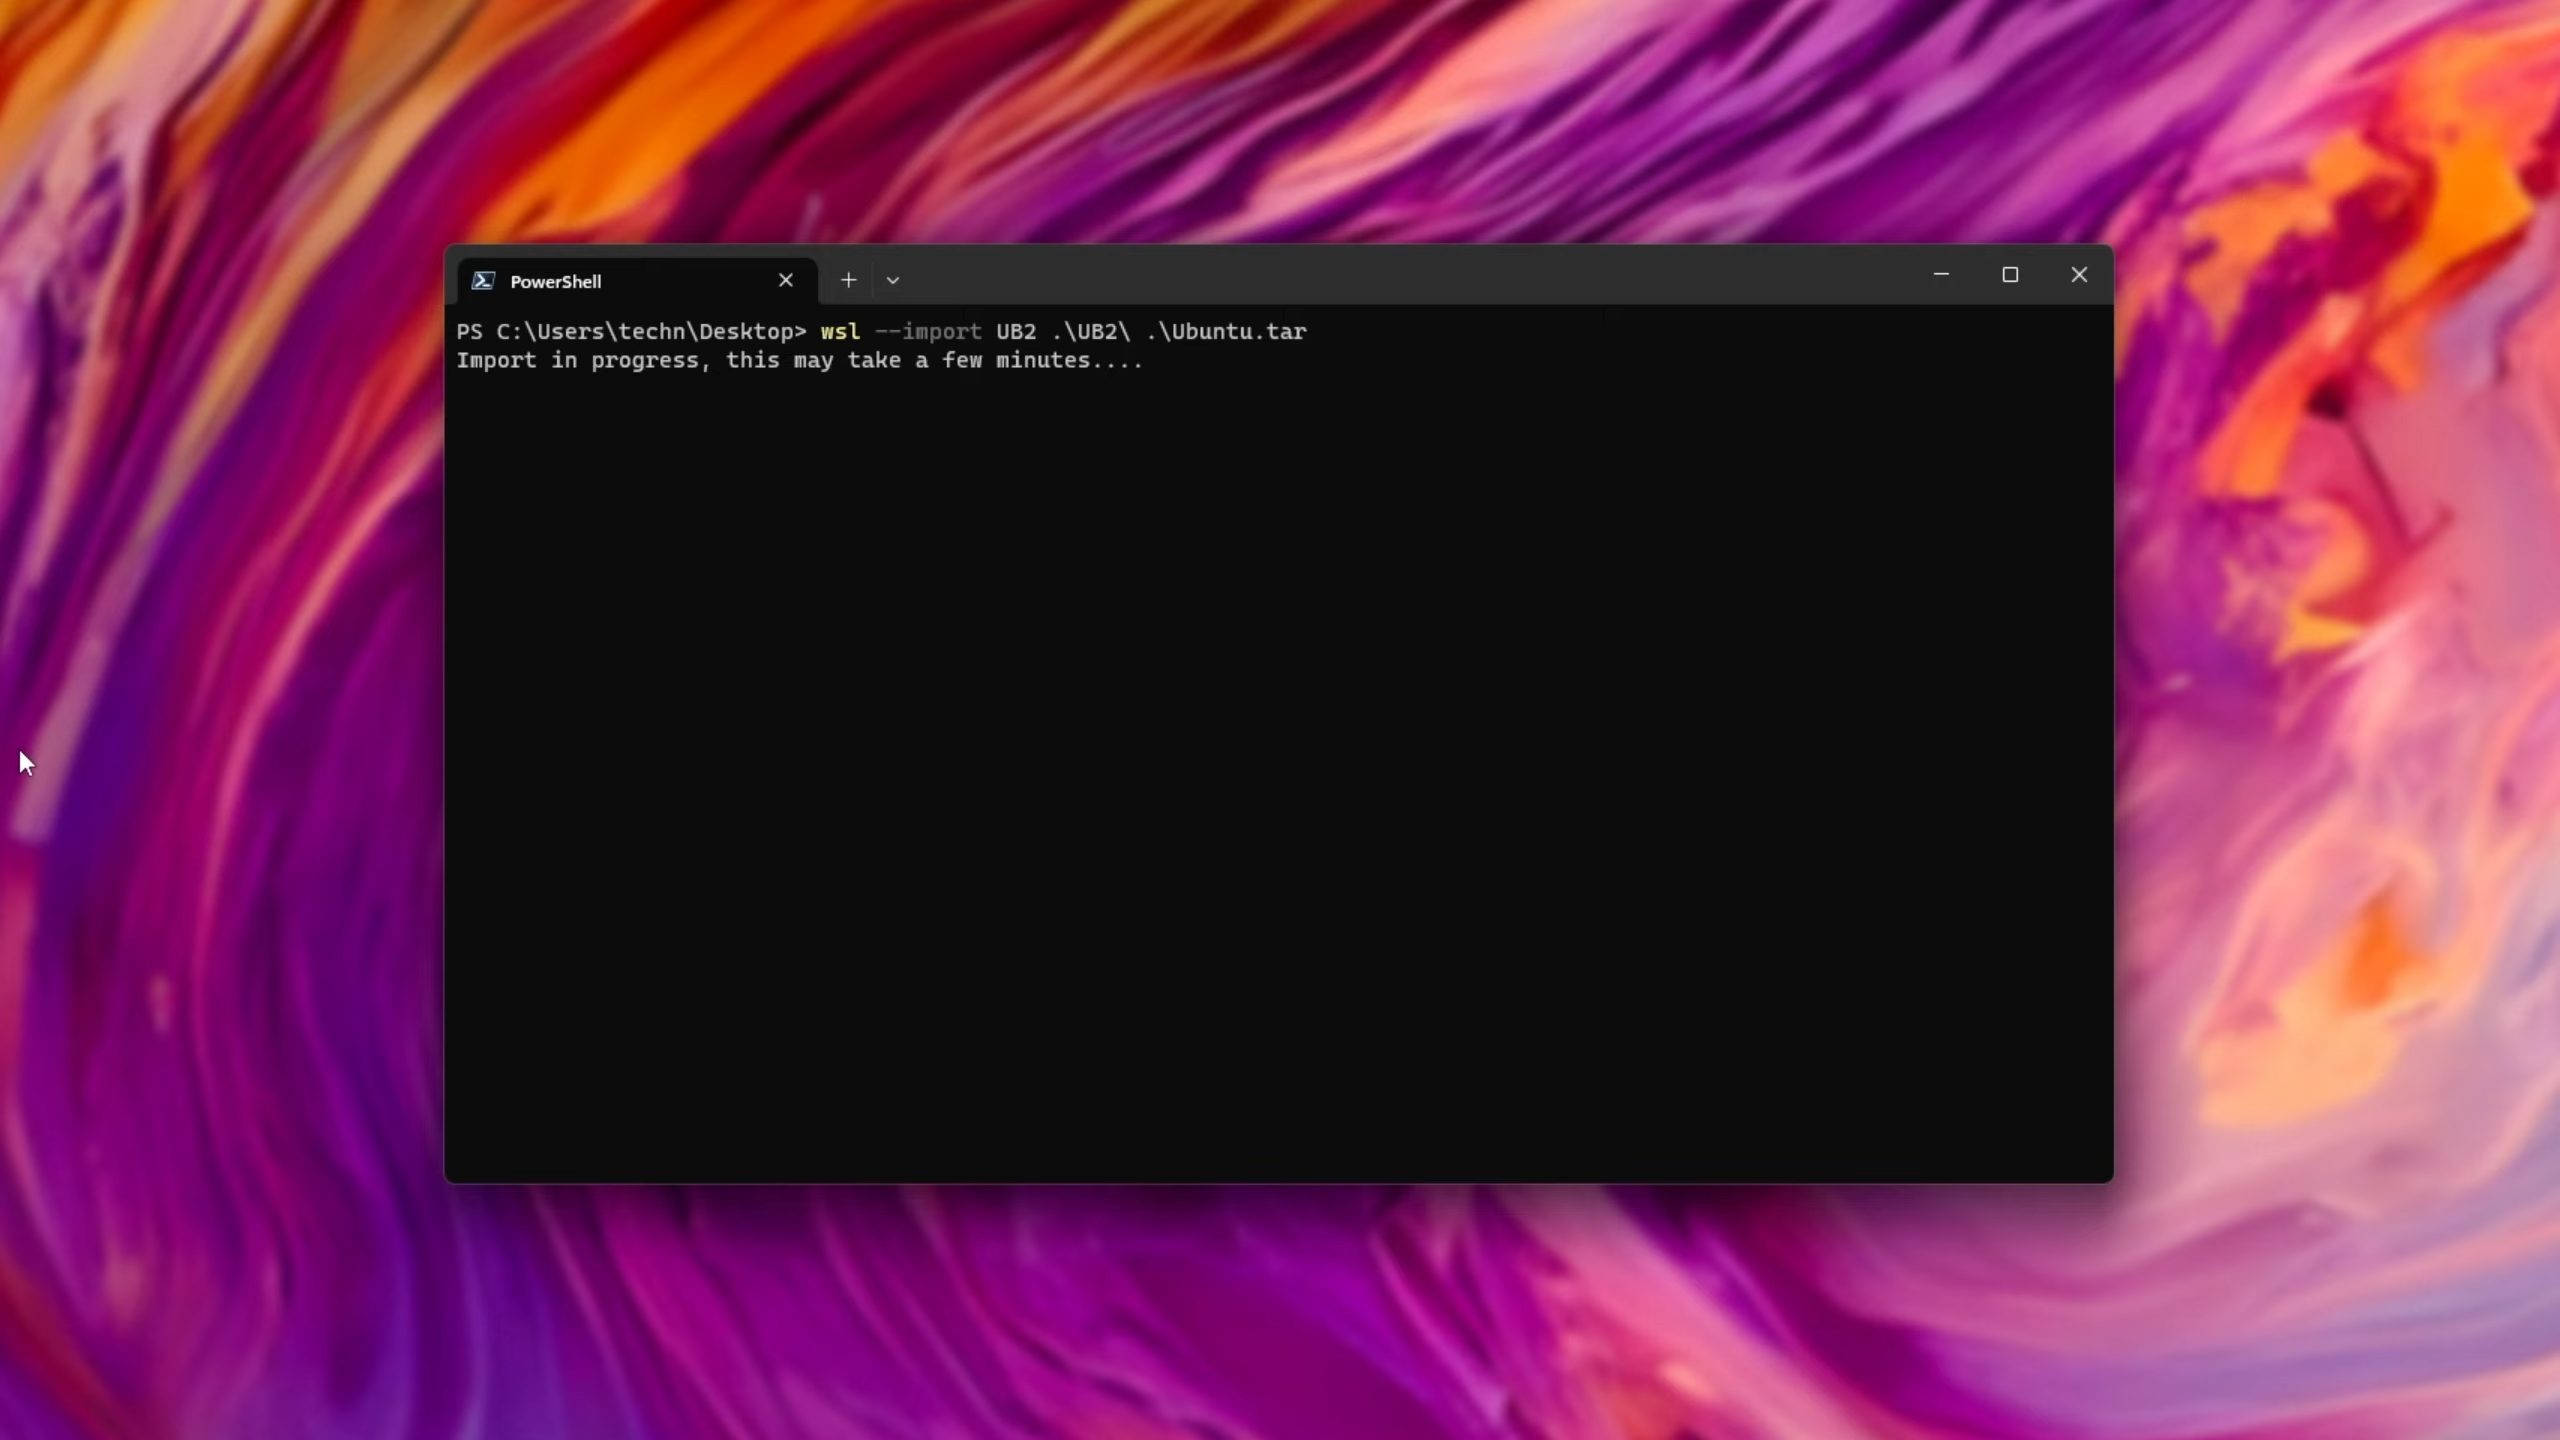 PowerShell
PS C:\Users\techn\Desktop> wsl --import UB2 .\UB2\ .\Ubuntu.tar
Import in progress, this may take a few minutes....